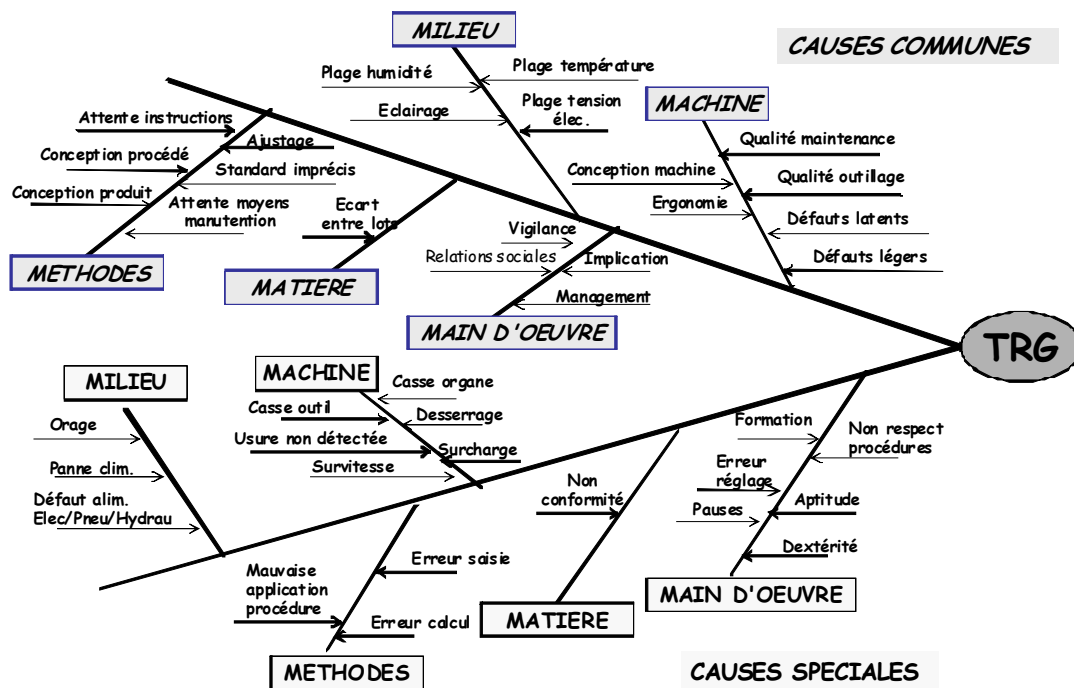 MILIEU
CAUSES COMMUNES
Plage humidité
Plage température
Eclairage
Plage tension
élec.
MACHINE
Qualité maintenance
Conception machine
Qualité outillage
Ergonomie
Défauts latents
Défauts légers
Attente instructions
Ajustage
Conception procédé
Standard imprécis
Conception produit
Attente moyens
manutention
METHODES
Ecart
entre lots
MATIERE
Vigilance
Relations sociales
Implication
Management
MAIN D'OEUVRE
TRG
MILIEU
Orage
Panne clim.
Défaut alim.
Elec/Pneu/Hydrau
MACHINE
Casse organe
Casse outil
Desserrage
Usure non détectée
Surcharge
Survitesse
Mauvaise
application
procédure
Erreur saisie
Erreur calcul
METHODES
Non
conformité
MATIERE
Formation
Non respect
procédures
Erreur
réglage
Pauses
Aptitude
Dextérité
MAIN D'OEUVRE
CAUSES SPECIALES